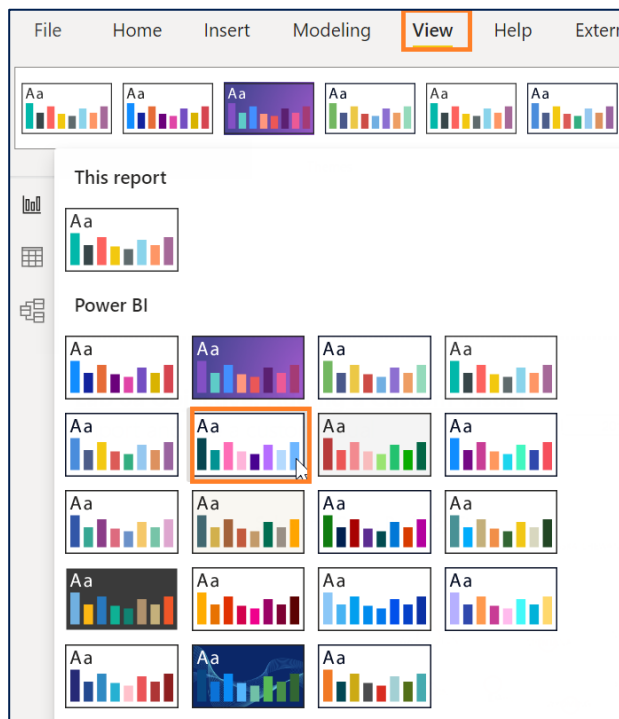 File Home Insert Modeling View Help Extern
Aa Aa Aa Aa Aa Aa
This report
Aa
Power BI
Aa Aa Aa Aa
Aa Aa Aa Aa
Aa Aa Aa Aa
Aa Aa Aa Aa
Aa Aa Aa